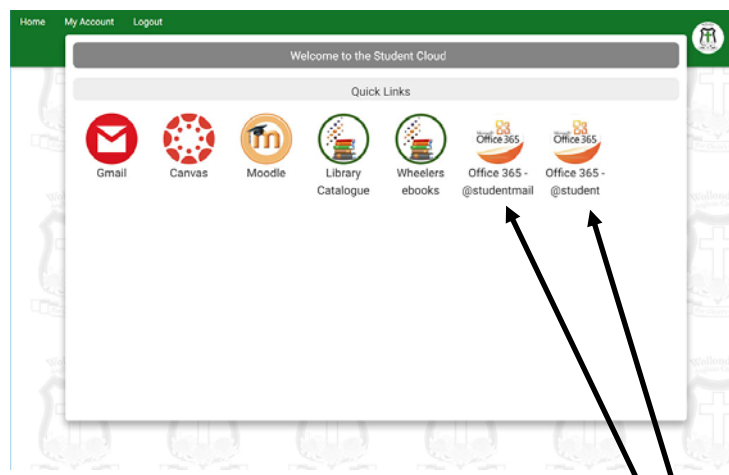 Home My Account Logout
Welcome to the Student Cloud
Quick Links
Gmail
Canvas
Moodle
Library
Catalogue
Wheelers
ebooks
Office 365
Office 365 -
@studentmail
Office 365
Office 365 -
@student